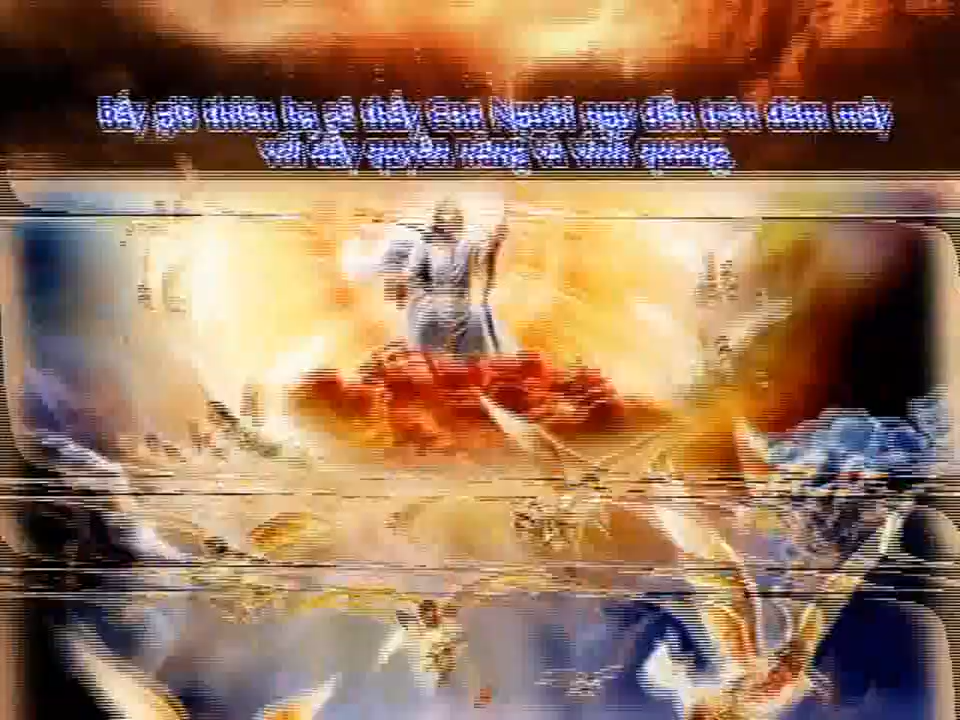 Bấy giờ thiên hạ sẽ thấy Con Người ngự đến trên đám mây
với đầy quyền năng và vinh quang.